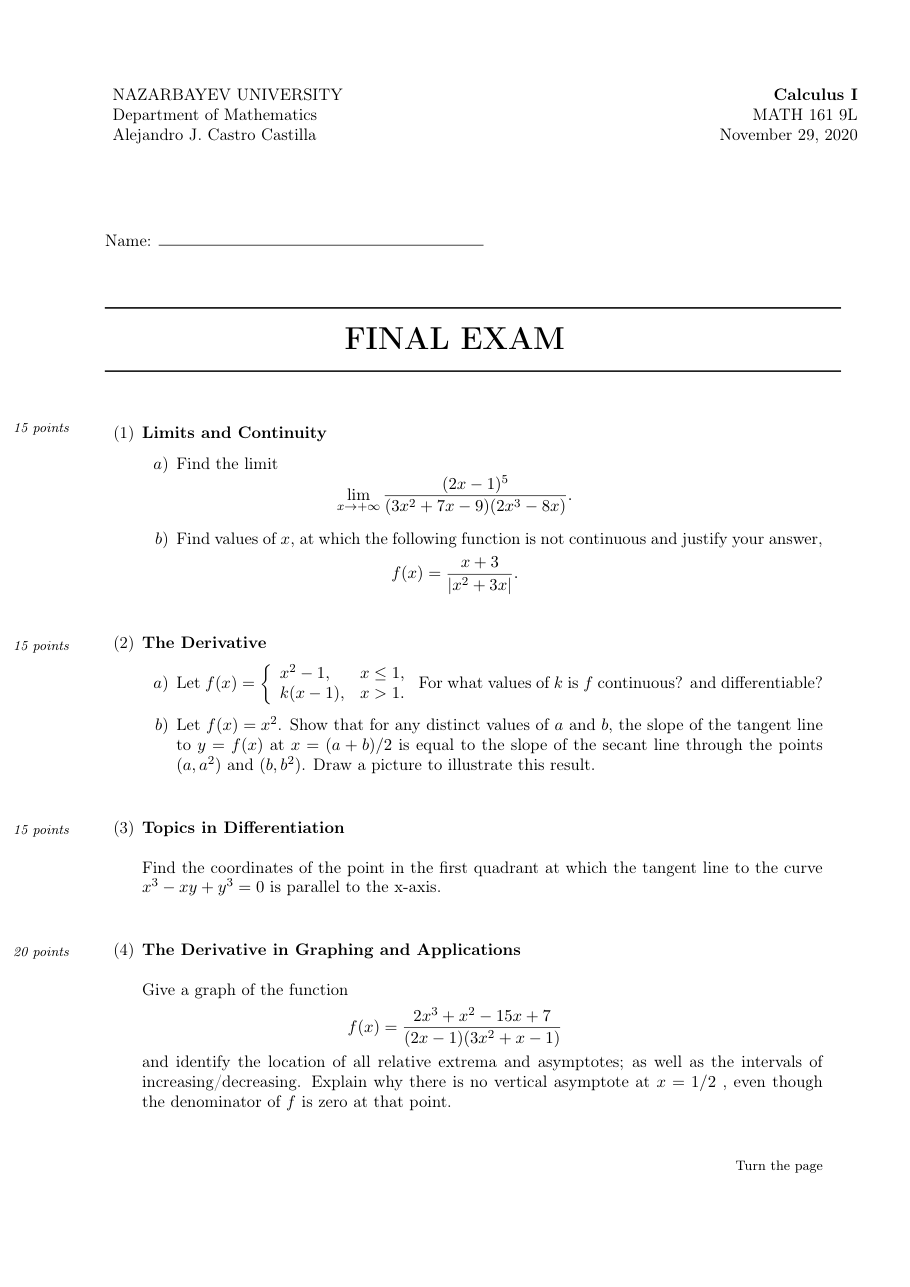 NAZARBAYEV UNIVERSITY
Department of Mathematics
Alejandro J. Castro Castilla
Calculus I
MATH 161 9L
November 29, 2020
Name:
FINAL EXAM
15 points
(1) Limits and Continuity
a) Find the limit
lim_{x→+∞} (2x − 1)^5 / (3x^2 + 7x − 9)(2x^3 − 8x).
b) Find values of x, at which the following function is not continuous and justify your answer,
f(x) = (x + 3) / |x^2 + 3x|.
15 points
(2) The Derivative
a) Let f(x) = { x^2 − 1, x ≤ 1, k(x − 1), x > 1. For what values of k is f continuous? and differentiable?
b) Let f(x) = x^2. Show that for any distinct values of a and b, the slope of the tangent line
to y = f(x) at x = (a + b)/2 is equal to the slope of the secant line through the points
(a, a^2) and (b, b^2). Draw a picture to illustrate this result.
15 points
(3) Topics in Differentiation
Find the coordinates of the point in the first quadrant at which the tangent line to the curve
x^3 − xy + y^3 = 0 is parallel to the x-axis.
20 points
(4) The Derivative in Graphing and Applications
Give a graph of the function
f(x) = (2x^3 + x^2 − 15x + 7) / (2x − 1)(3x^2 + x − 1)
and identify the location of all relative extrema and asymptotes; as well as the intervals of
increasing/decreasing. Explain why there is no vertical asymptote at x = 1/2 , even though
the denominator of f is zero at that point.
Turn the page